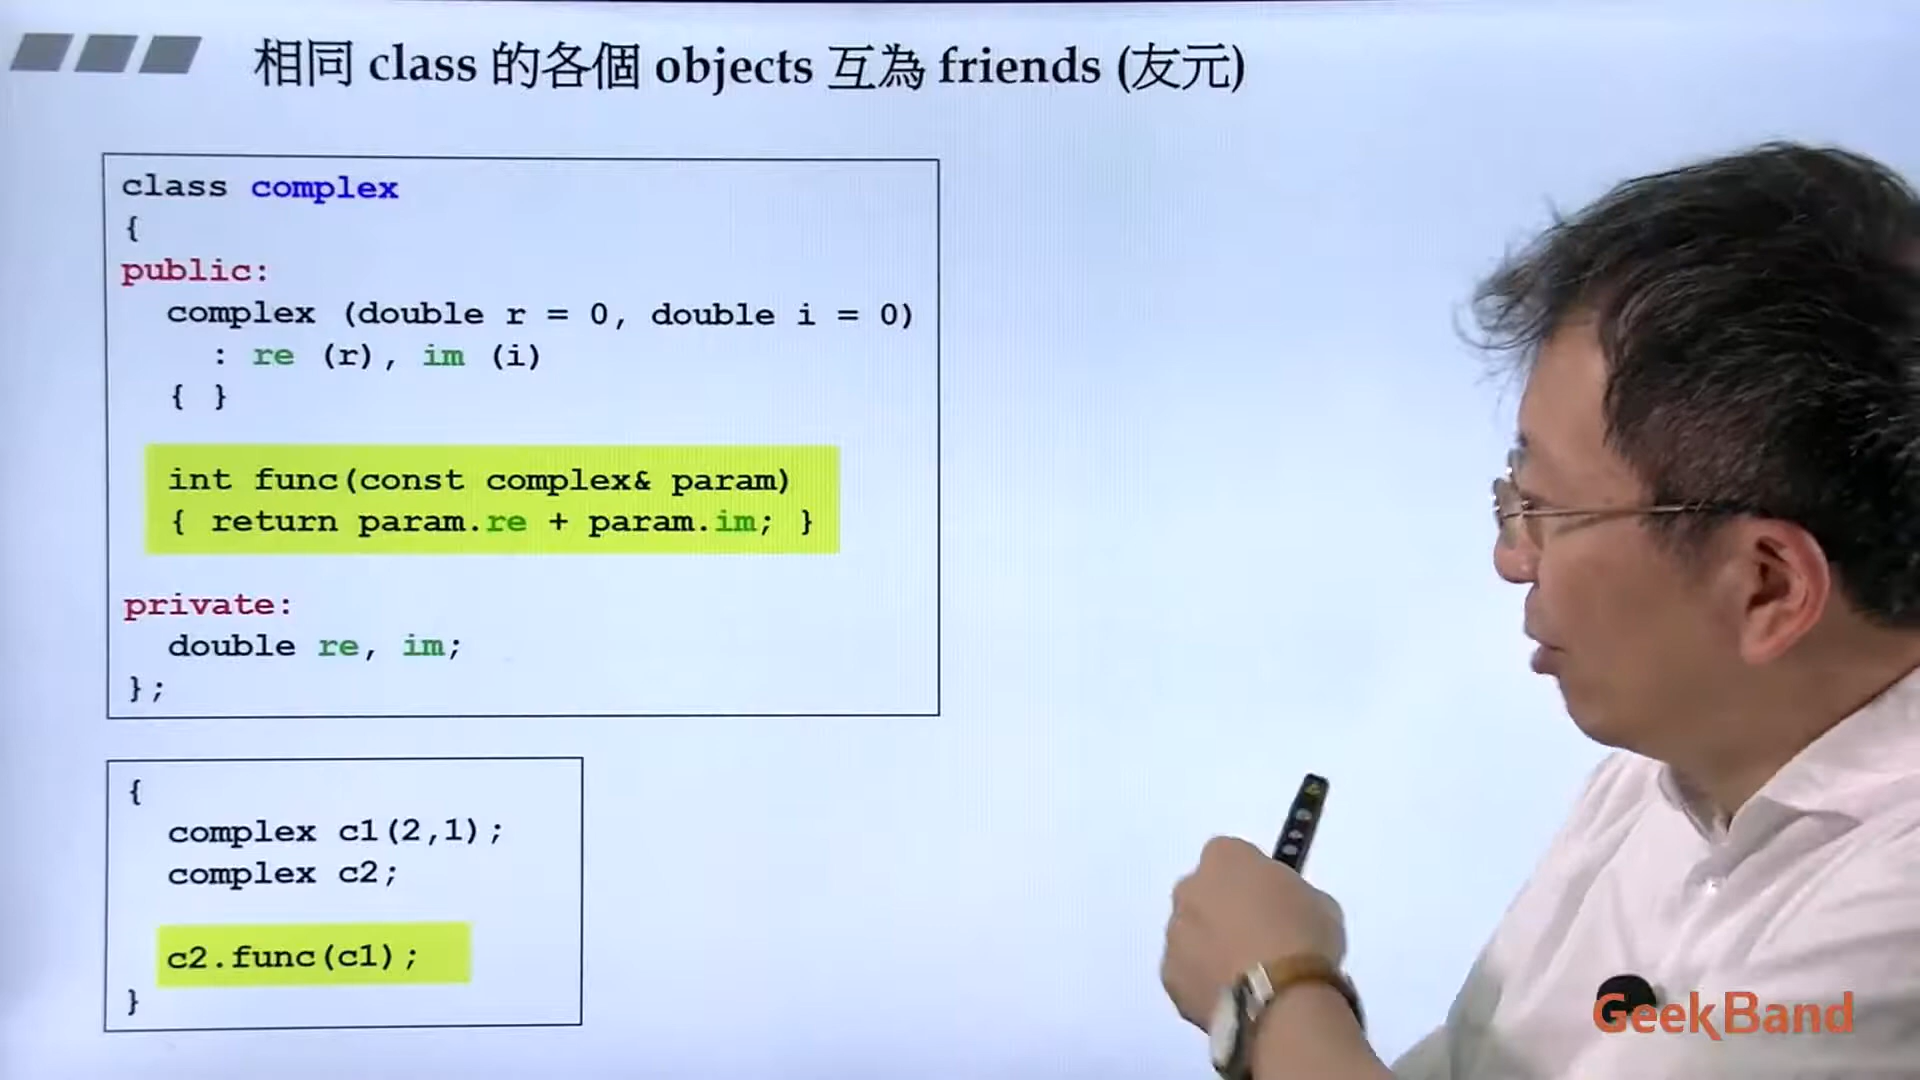 相同 class 的各個 objects 互為 friends (友元)
class complex
{
public:
complex (double r = 0, double i = 0)
: re (r), im (i)
{ }
int func(const complex& param)
{ return param.re + param.im; }
private:
double re, im;
};
{
complex c1(2,1);
complex c2;
c2.func(c1);
}
GeekBand